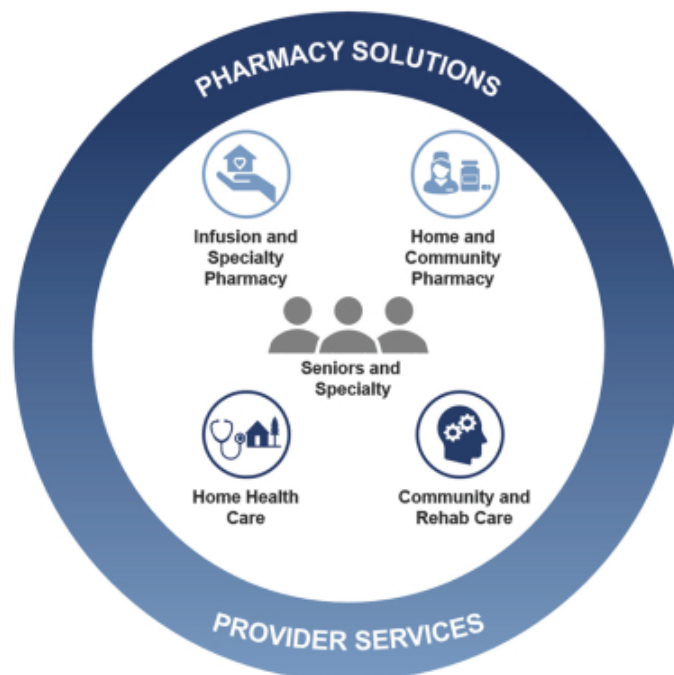 PHARMACY SOLUTIONS
Infusion and
Specialty
Pharmacy
Home and
Community
Pharmacy
Seniors and
Specialty
Home Health
Care
Community and
Rehab Care
PROVIDER SERVICES